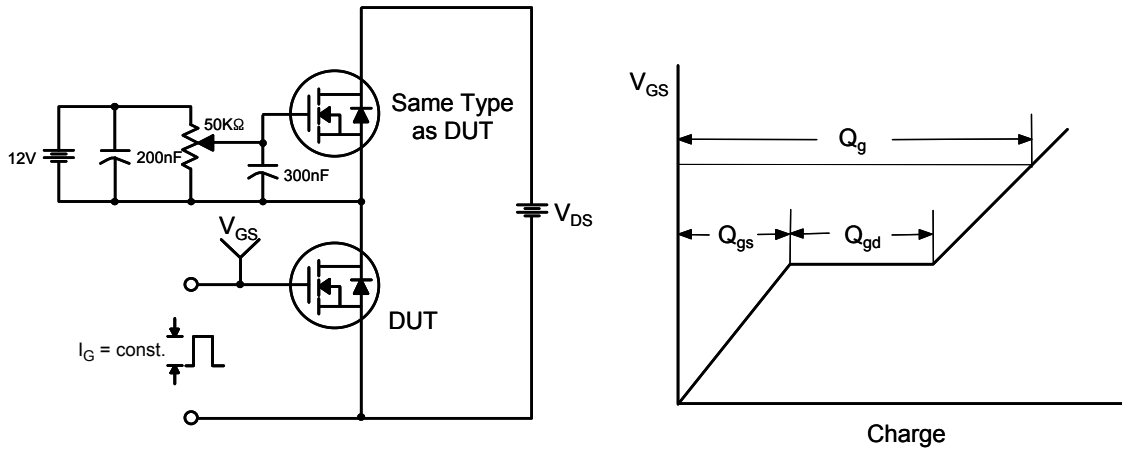 Same Type
as DUT
50KΩ
12V
200nF
300nF
V_DS
V_GS
DUT
I_G = const.
V_GS
Q_g
Q_gs
Q_gd
Charge